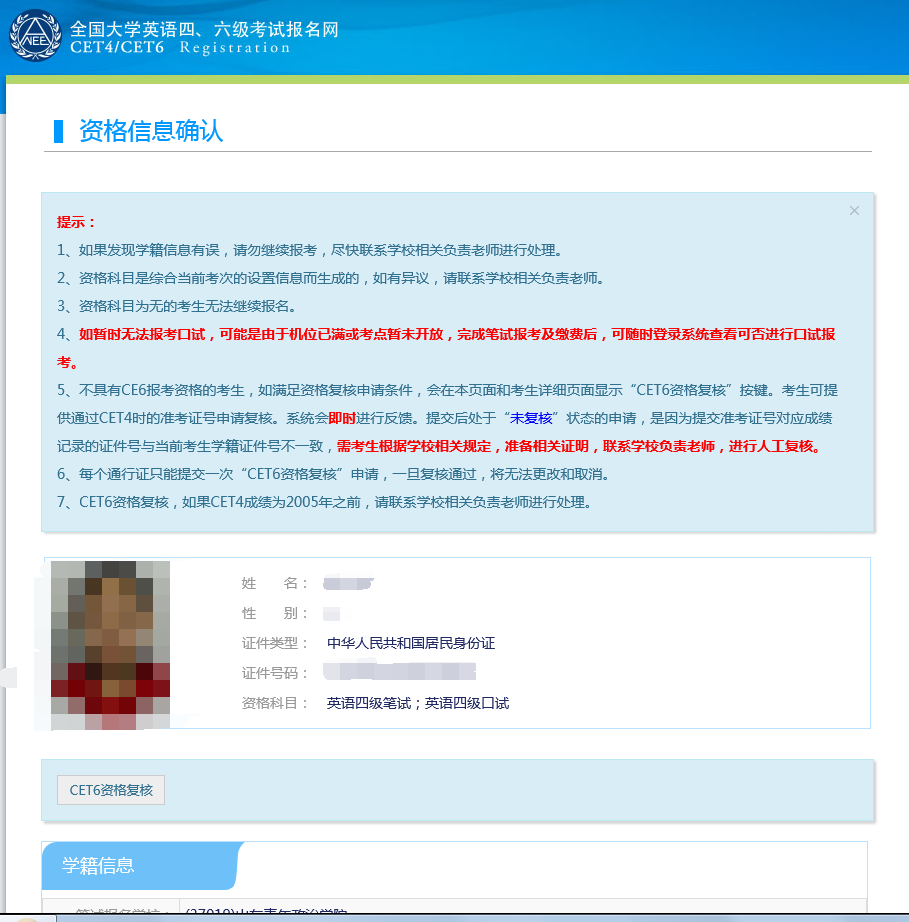 NEE
全国大学英语四、六级考试报名网
CET4/CET6 Registration
资格信息确认
×
提示：
1、如果发现学籍信息有误，请勿继续报考，尽快联系学校相关负责老师进行处理。
2、资格科目是综合当前考次的设置信息而生成的，如有异议，请联系学校相关负责老师。
3、资格科目为无的考生无法继续报名。
4、如暂时无法报考口试，可能是由于机位已满或考点暂未开放，完成笔试报考及缴费后，可随时登录系统查看可否进行口试报
考。
5、不具有CE6报考资格的考生，如满足资格复核申请条件，会在本页面和考生详细页面显示“CET6资格复核”按键。考生可提
供通过CET4时的准考证号申请复核。系统会即时进行反馈。提交后处于“未复核”状态的申请，是因为提交准考证号对应成绩
记录的证件号与当前考生学籍证件号不一致，需考生根据学校相关规定，准备相关证明，联系学校负责老师，进行人工复核。
6、每个通行证只能提交一次“CET6资格复核”申请，一旦复核通过，将无法更改和取消。
7、CET6资格复核，如果CET4成绩为2005年之前，请联系学校相关负责老师进行处理。
姓 名：
性 别：
证件类型： 中华人民共和国居民身份证
证件号码：
资格科目： 英语四级笔试；英语四级口试
CET6资格复核
学籍信息
笔试报名学校： (37019)山东青年政治学院